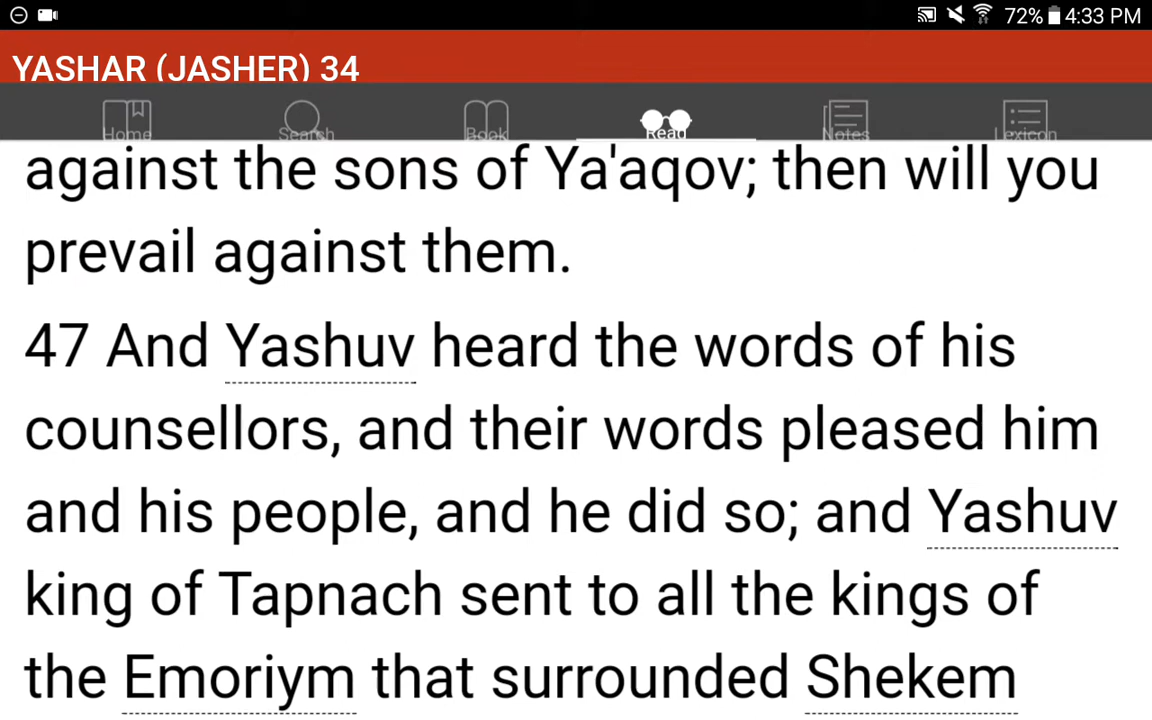 72% 4:33 PM
YASHAR (JASHER) 34
Home Search Book Read Notes Lexicon
against the sons of Ya'aqov; then will you
prevail against them.
47 And Yashuv heard the words of his
counsellors, and their words pleased him
and his people, and he did so; and Yashuv
king of Tapnach sent to all the kings of
the Emoriym that surrounded Shekem